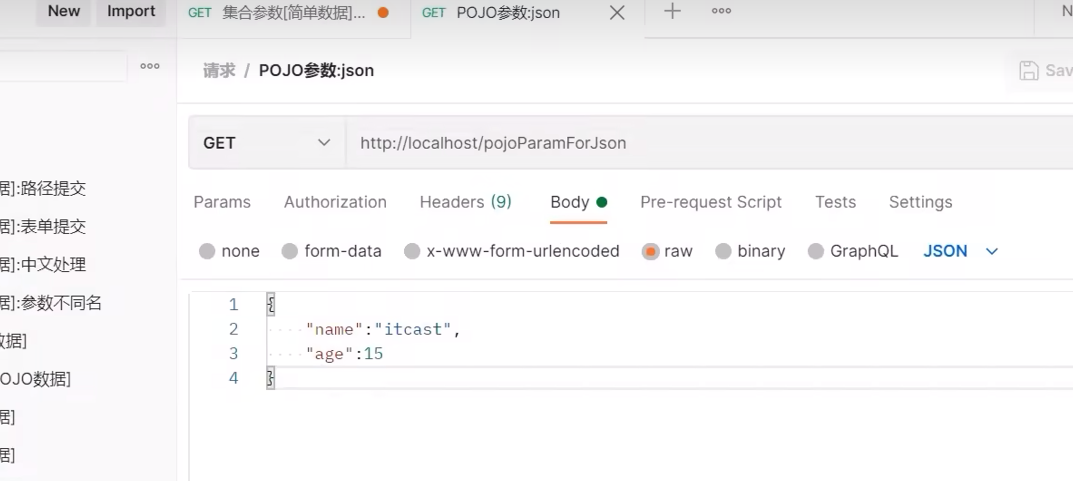 New Import GET 集合参数[简单数据]... GET POJO参数:json
请求 / POJO参数:json
GET http://localhost/pojoParamForJson
Params Authorization Headers (9) Body Pre-request Script Tests Settings
none form-data x-www-form-urlencoded raw binary GraphQL JSON
据]:路径提交
据]:表单提交
据]:中文处理
据]:参数不同名
数据]
OJO数据]
据]
据]
1 {
2 "name":"itcast",
3 "age":15
4 }